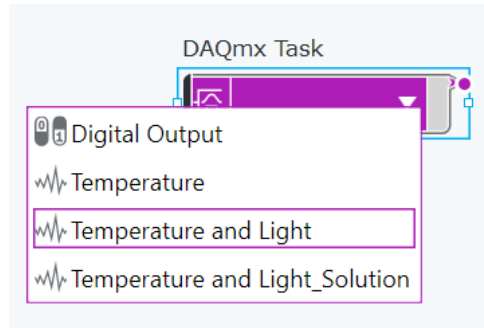 DAQmx Task
Digital Output
Temperature
Temperature and Light
Temperature and Light_Solution